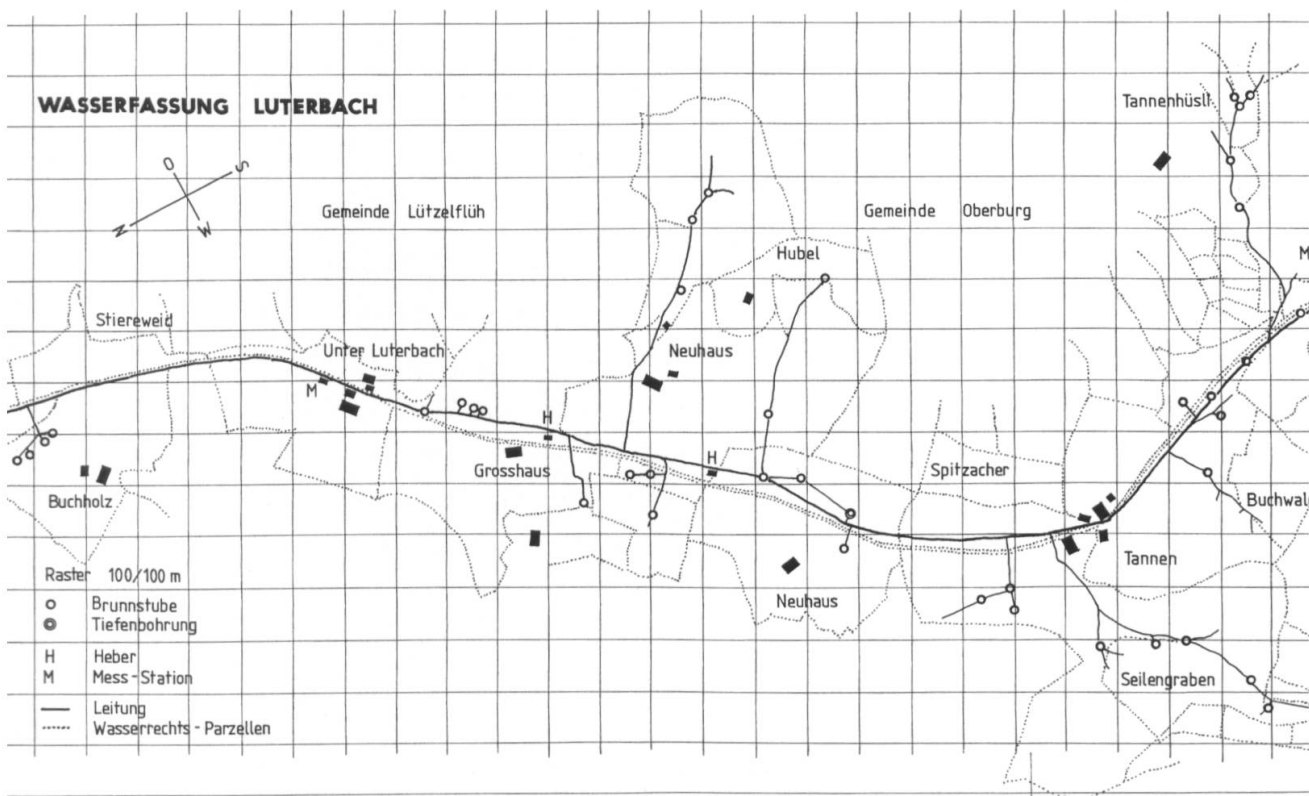 WASSERFASSUNG LUTERBACH
O
S
N
W
Gemeinde Lützelflüh
Gemeinde Oberburg
Tannenhüsli
Hubel
M
Stiereweid
Unter Luterbach
Neuhaus
M
H
H
Grosshaus
Spitzacher
Buchholz
Buchwal
Tannen
Neuhaus
Seilengraben
Raster 100/100 m
Brunnstube
Tiefenbohrung
H Heber
M Mess-Station
Leitung
Wasserrechts-Parzellen